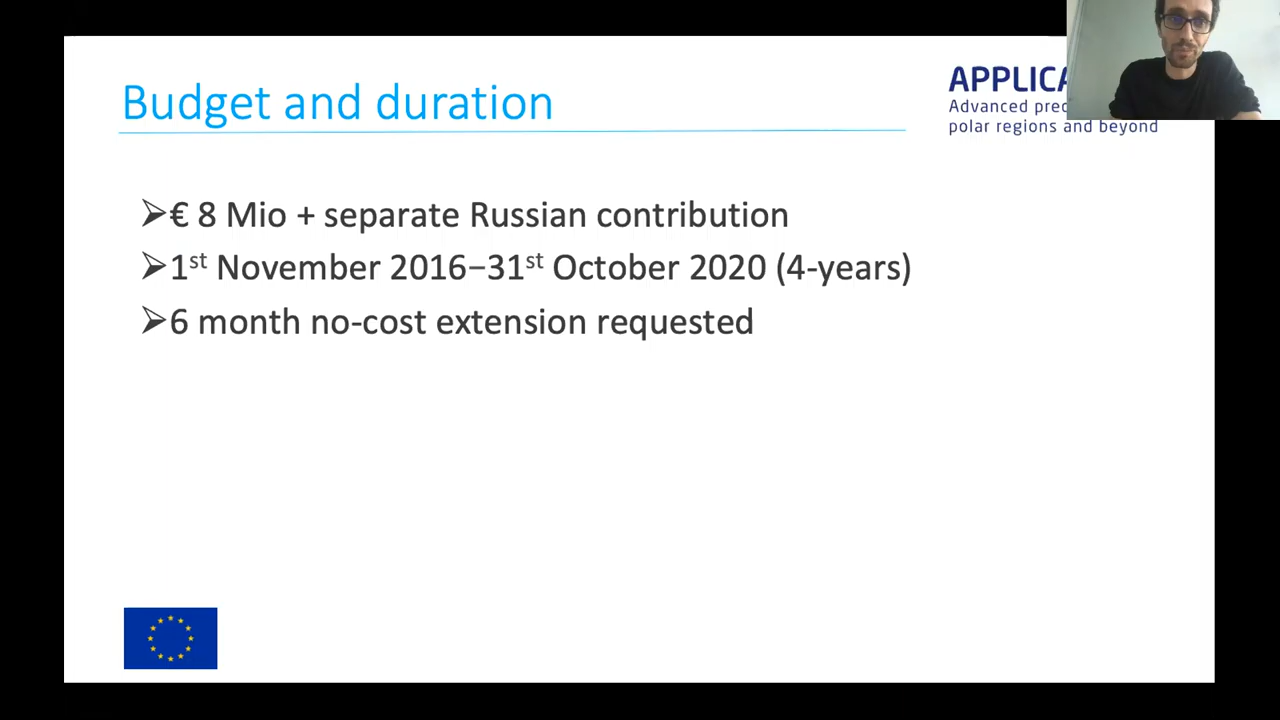 Budget and duration
APPLICA
Advanced
polar regions and beyond
➢€ 8 Mio + separate Russian contribution
➢1st November 2016–31st October 2020 (4-years)
➢6 month no-cost extension requested